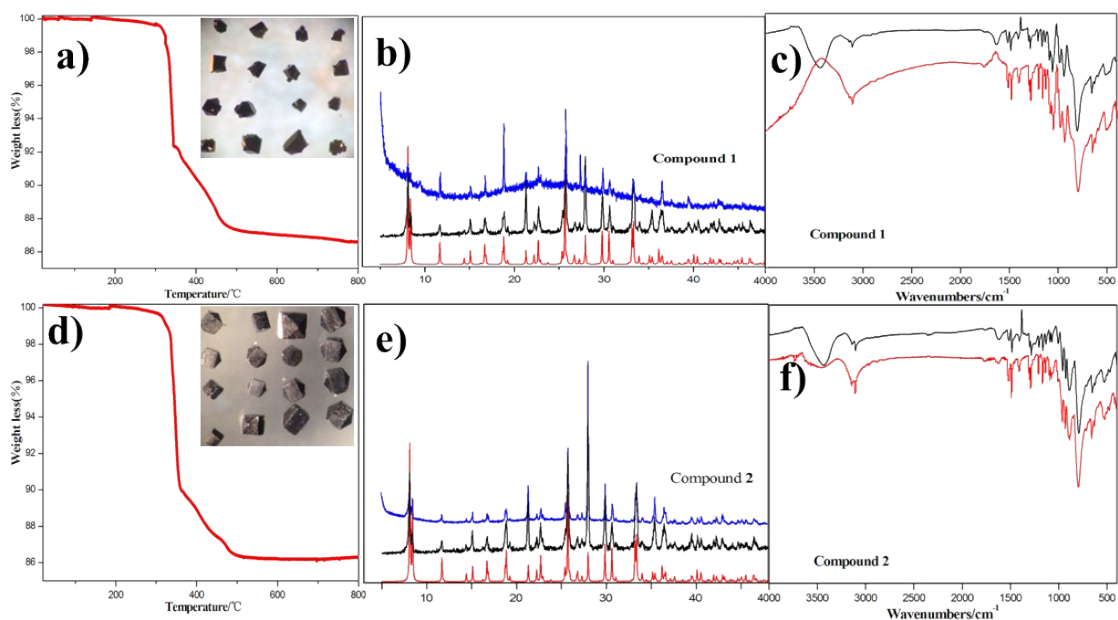 a)
100
98
96
94
92
90
88
86
Weight less(%)
200 400 600 800
Temperature/℃
b)
Compound 1
10 20 30
c)
Compound 1
4000 3500 3000 2500 2000 1500 1000 500
Wavenumbers/cm⁻¹
d)
100
98
96
94
92
90
88
86
Weight less(%)
200 400 600 800
Temperature/℃
e)
Compound 2
10 20 30
f)
Compound 2
4000 3500 3000 2500 2000 1500 1000 500
Wavenumbers/cm⁻¹